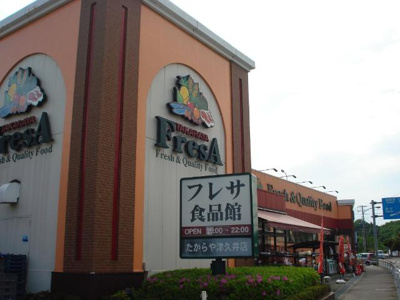 TAKARAYA
FresA
Fresh & Quality Food
TAKARAYA
FresA
Fresh & Quality Food
Fresh & Quality Food
フレサ
食品館
OPEN :00-22:00
たからや津久井店